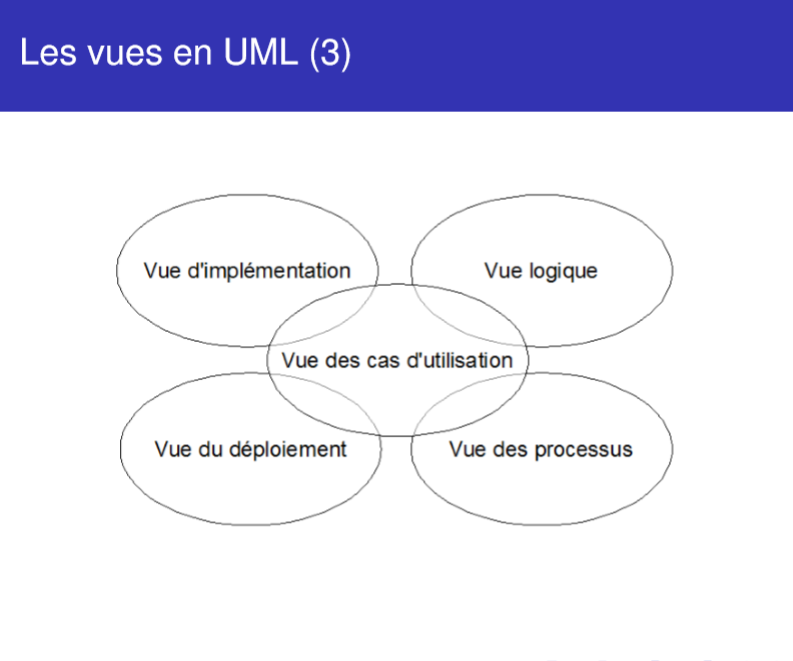 Les vues en UML (3)
Vue d'implémentation
Vue logique
Vue des cas d'utilisation
Vue du déploiement
Vue des processus